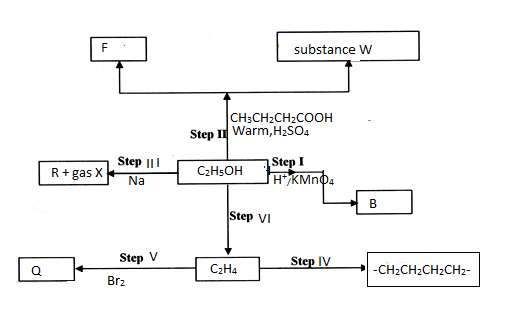 F
substance W
CH₃CH₂CH₂COOH
Step II Warm,H₂SO₄
Step III
R + gas X
Na
C₂H₅OH
Step I
H⁺/KMnO₄
B
Step VI
Step V
Q
Br₂
C₂H₄
Step IV
-CH₂CH₂CH₂CH₂-